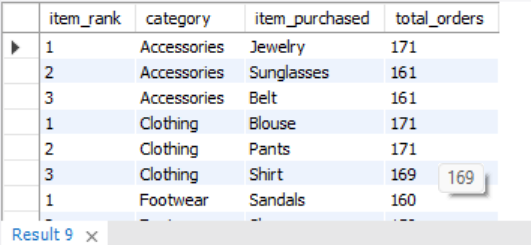 item_rank category item_purchased total_orders
1 Accessories Jewelry 171
2 Accessories Sunglasses 161
3 Accessories Belt 161
1 Clothing Blouse 171
2 Clothing Pants 171
3 Clothing Shirt 169
169
1 Footwear Sandals 160
Result 9